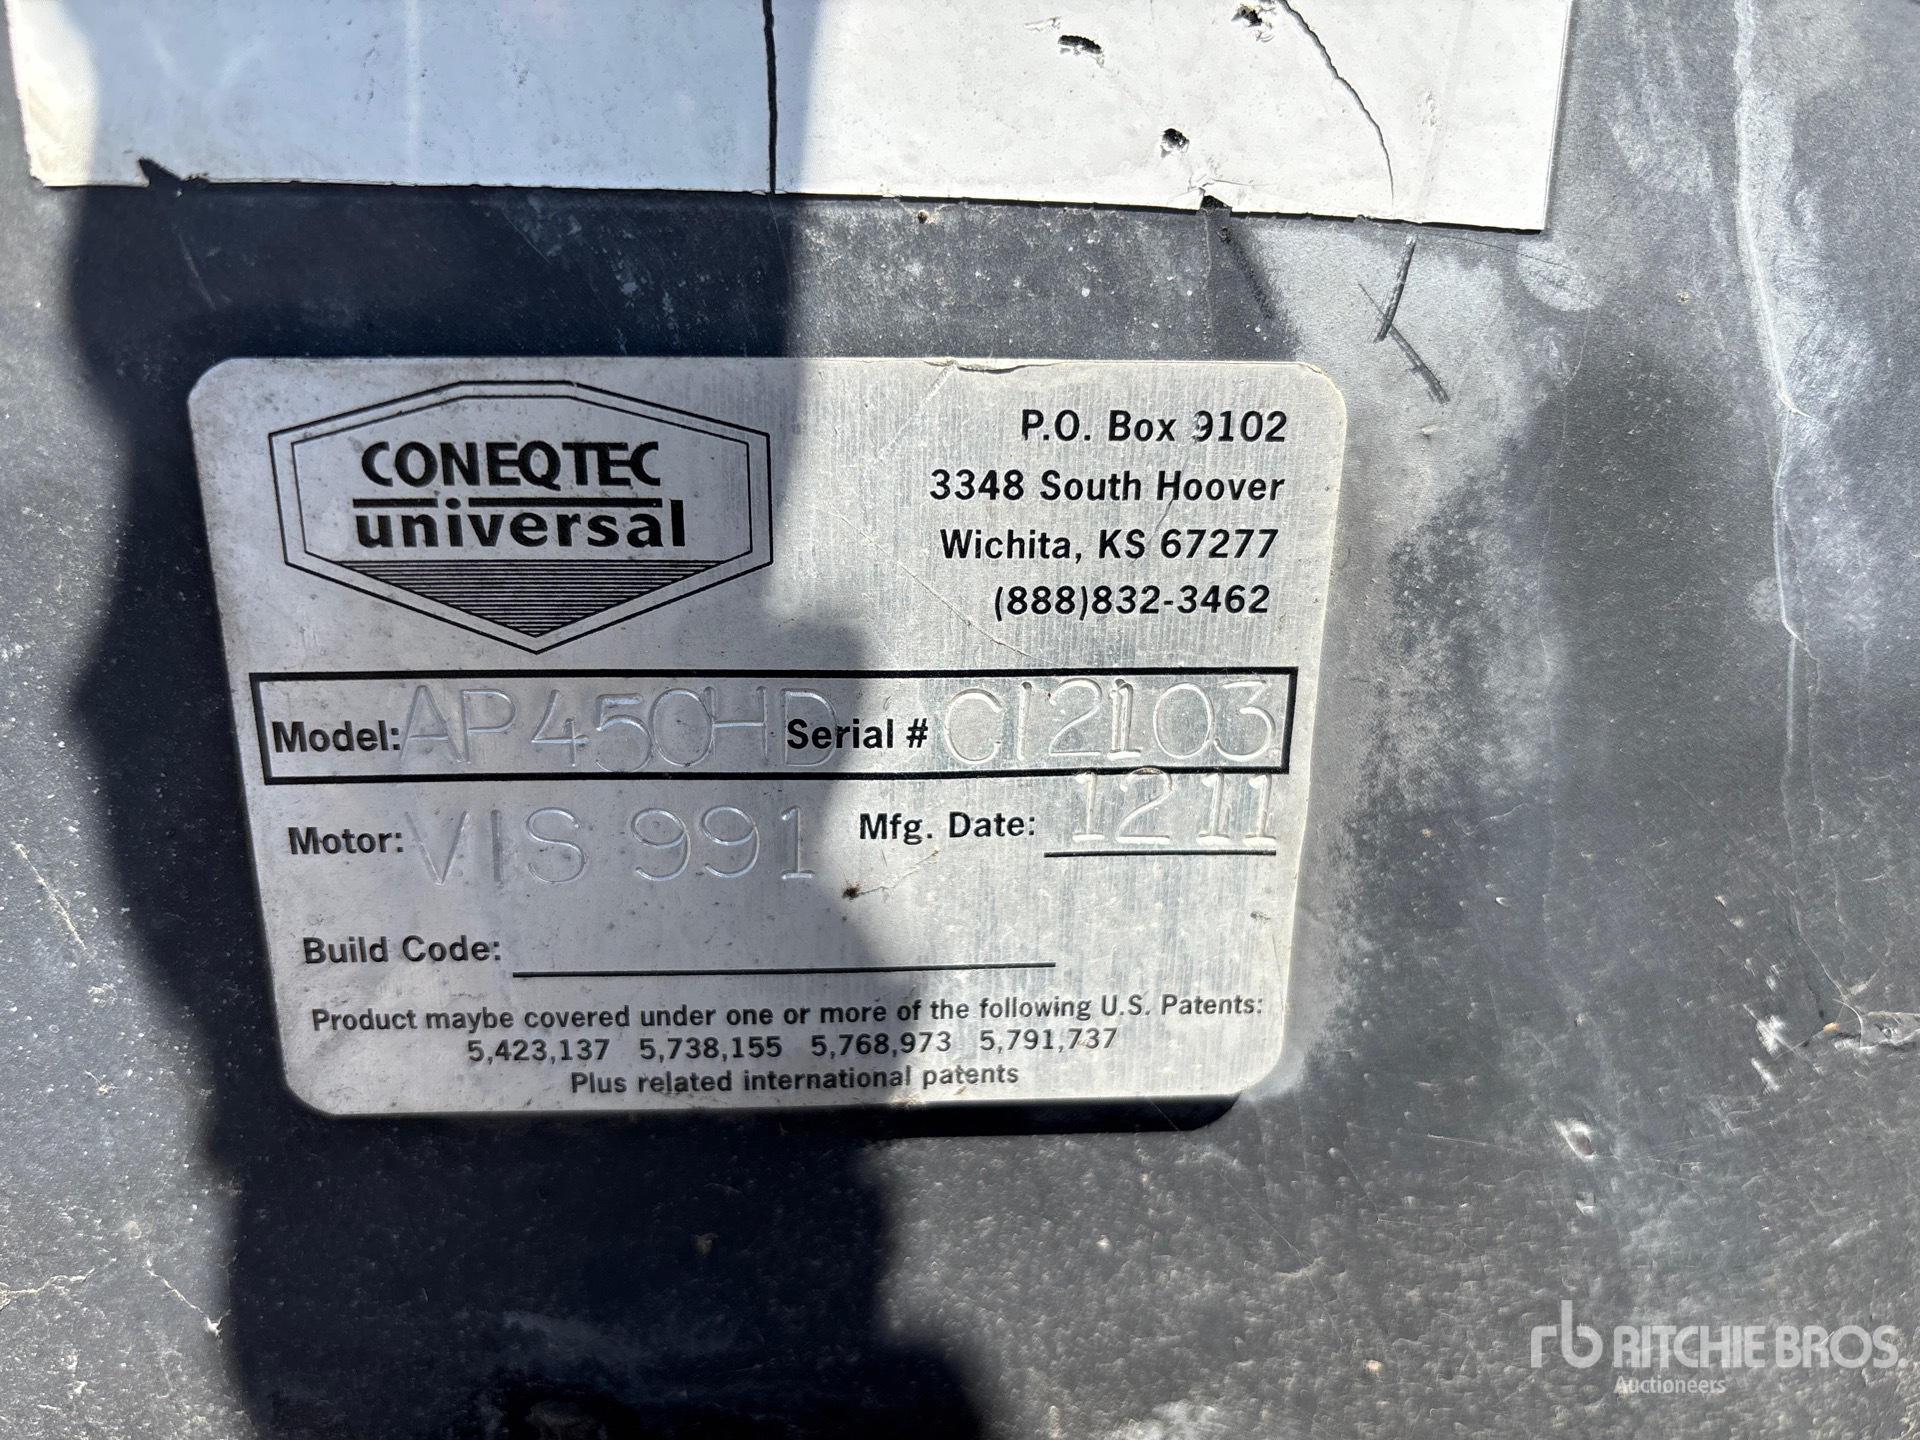 CONEQTEC
universal
P.O. Box 9102
3348 South Hoover
Wichita, KS 67277
(888)832-3462
Model: AP450HD Serial # C12103
Motor: VIS 991 Mfg. Date: 1211
Build Code:
Product maybe covered under one or more of the following U.S. Patents:
5,423,137 5,738,155 5,768,973 5,791,737
Plus related international patents
rb RITCHIE BROS.
Auctioneers